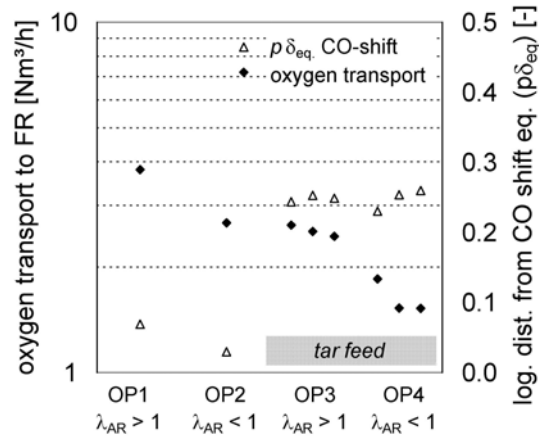 oxygen transport to FR [Nm³/h]
10
1
△ p δeq. CO-shift
◆ oxygen transport
tar feed
0.5
0.4
0.3
0.2
0.1
0.0
log. dist. from CO shift eq. (pδeq) [-]
OP1 OP2 OP3 OP4
λAR > 1 λAR < 1 λAR > 1 λAR < 1